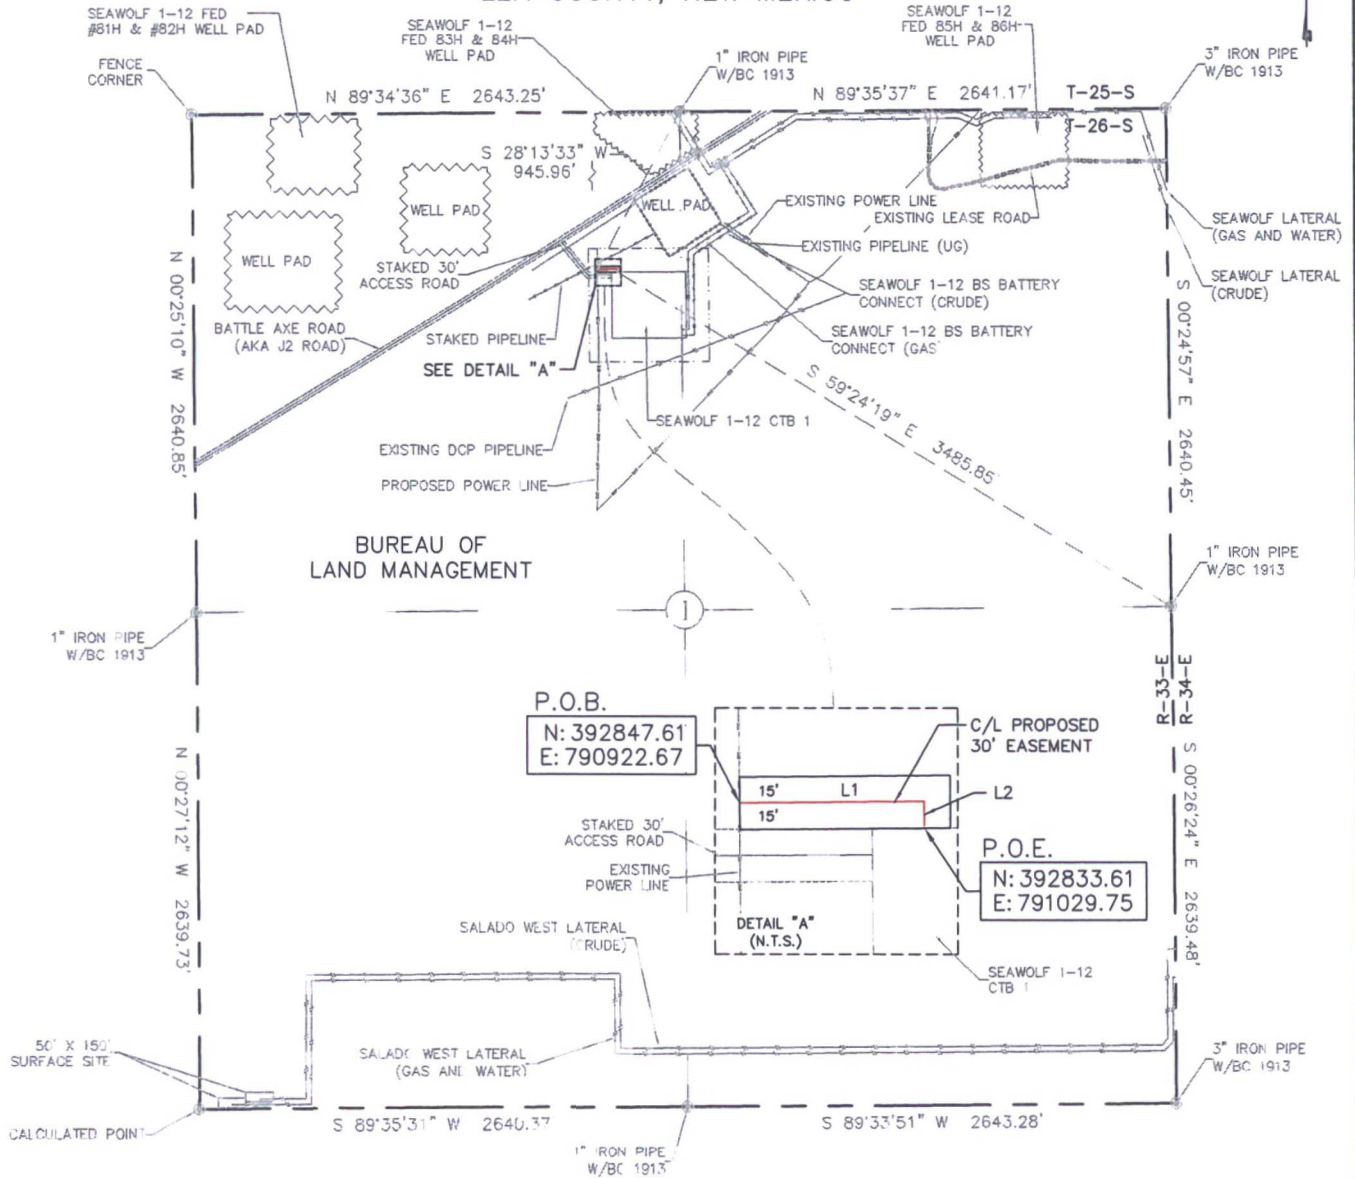 SEAWOLF 1-12 FED
#81H & #82H WELL PAD
SEAWOLF 1-12
FED 83H & 84H
WELL PAD
SEAWOLF 1-12
FED 85H & 86H
WELL PAD
FENCE
CORNER
1" IRON PIPE
W/BC 1913
3" IRON PIPE
W/BC 1913
N 89°34'36" E 2643.25'
N 89°35'37" E 2641.17'
T-25-S
T-26-S
S 28°13'33" W
945.96'
WELL PAD
WELL PAD
WELL PAD
EXISTING POWER LINE
EXISTING LEASE ROAD
EXISTING PIPELINE (UG)
SEAWOLF LATERAL
(GAS AND WATER)
SEAWOLF LATERAL
(CRUDE)
STAKED 30'
ACCESS ROAD
SEAWOLF 1-12 BS BATTERY
CONNECT (CRUDE)
SEAWOLF 1-12 BS BATTERY
CONNECT (GAS
BATTLE AXE ROAD
(AKA J2 ROAD)
STAKED PIPELINE
SEE DETAIL "A"
N 00°25'10" W 2640.85'
S 00°24'57" E 2640.45'
S 59°24'19" E 3485.85'
SEAWOLF 1-12 CTB 1
EXISTING DCP PIPELINE
PROPOSED POWER LINE
BUREAU OF
LAND MANAGEMENT
1" IRON PIPE
W/BC 1913
1" IRON PIPE
W/BC 1913
1
R-33-E
R-34-E
P.O.B.
N: 392847.61
E: 790922.67
C/L PROPOSED
30' EASEMENT
15'
L1
L2
15'
STAKED 30'
ACCESS ROAD
EXISTING
POWER LINE
P.O.E.
N: 392833.61
E: 791029.75
DETAIL "A"
(N.T.S.)
SEAWOLF 1-12
CTB 1
N 00°27'12" W 2639.73'
S 00°26'24" E 2639.48'
SALADO WEST LATERAL
(CRUDE)
SALADO WEST LATERAL
(GAS AND WATER)
50' X 150'
SURFACE SITE
CALCULATED POINT
S 89°35'31" W 2640.37
S 89°33'51" W 2643.28'
1" IRON PIPE
W/BC 1913
3" IRON PIPE
W/BC 1913